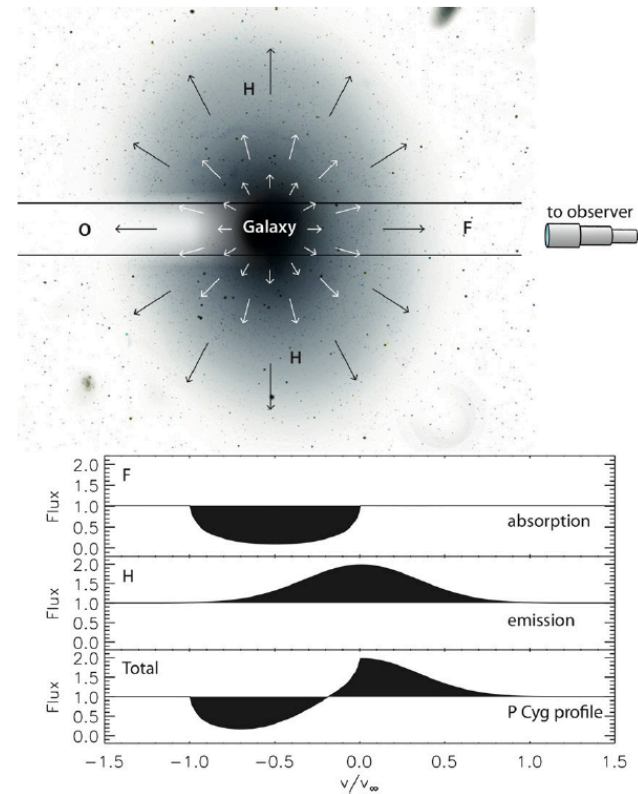 H
to observer
O
Galaxy
F
H
2.0
F
1.5
Flux
1.0
0.5
absorption
0.0
2.0
H
1.5
Flux
1.0
0.5
emission
0.0
2.0
Total
1.5
Flux
1.0
0.5
P Cyg profile
0.0
−1.5 −1.0 −0.5 0.0 0.5 1.0 1.5
v/v∞